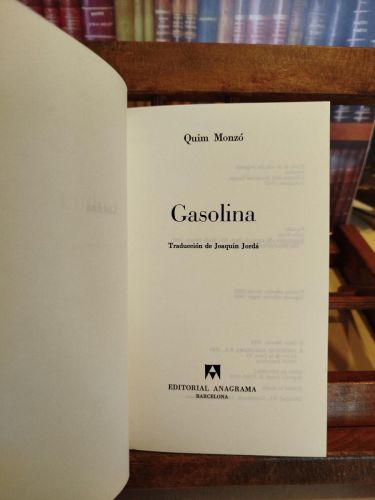 Quim Monzó
Gasolina
Traducción de Joaquín Jordá
EDITORIAL ANAGRAMA
BARCELONA